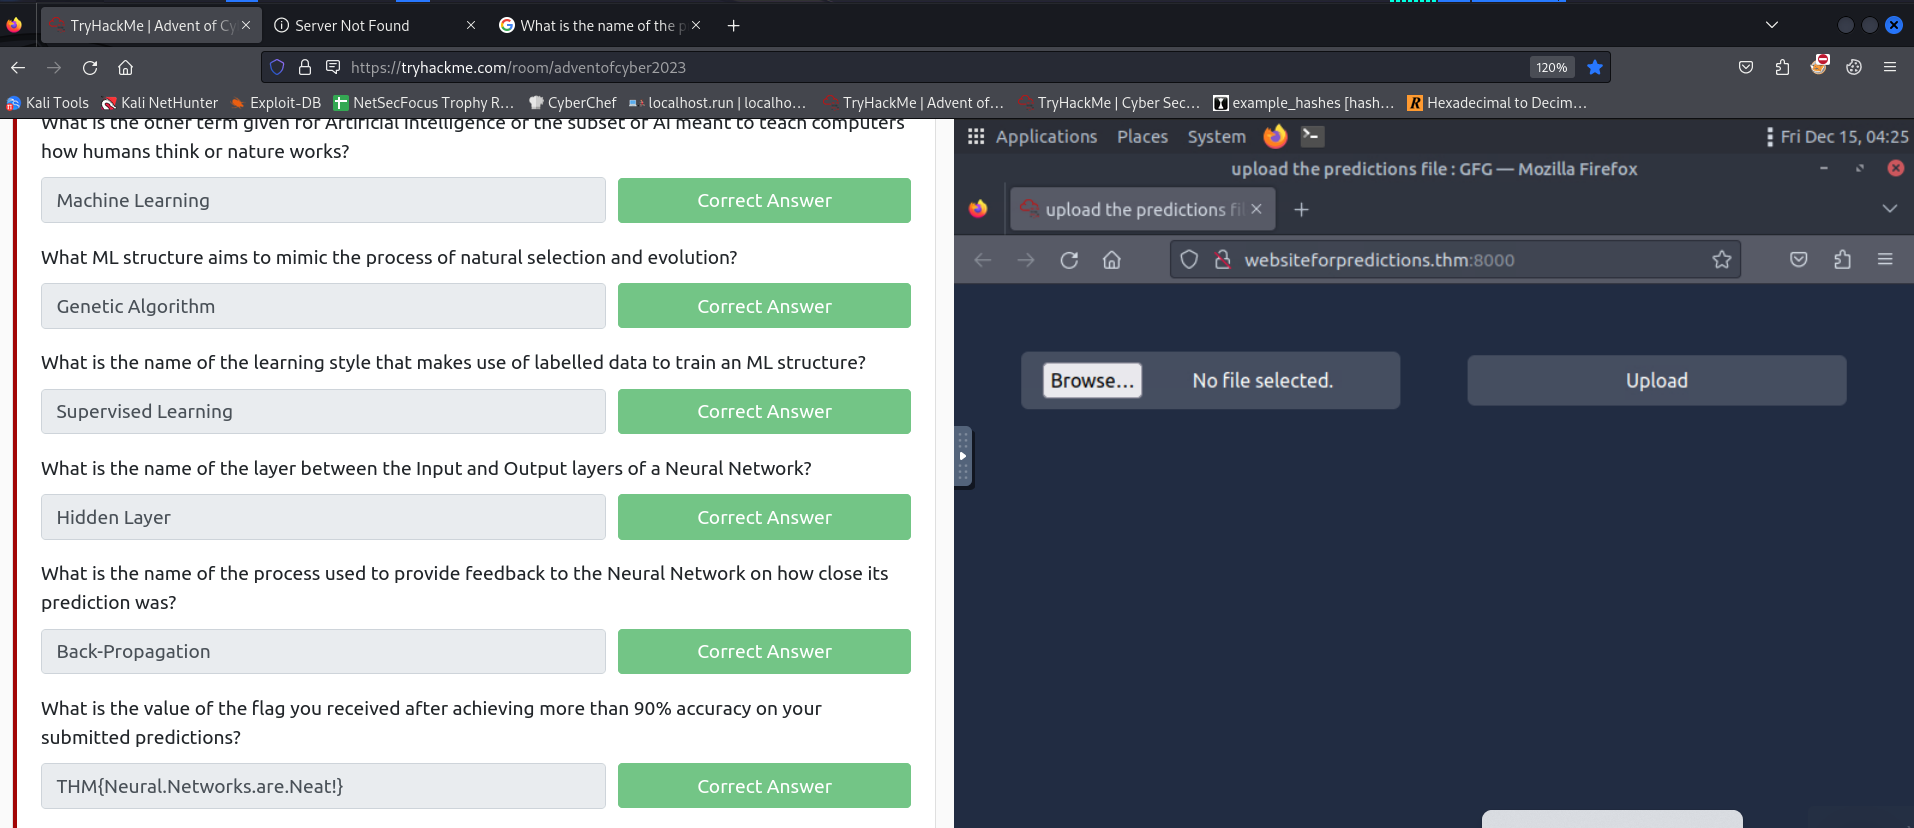 TryHackMe | Advent of Cy
Server Not Found
What is the name of the p
https://tryhackme.com/room/adventofcyber2023
120%
Kali Tools
Kali NetHunter
Exploit-DB
NetSecFocus Trophy R...
CyberChef
localhost.run | localho...
TryHackMe | Advent of...
TryHackMe | Cyber Sec...
example_hashes [hash...
Hexadecimal to Decim...
What is the other term given for Artificial Intelligence or the subset of AI meant to teach computers
how humans think or nature works?
Machine Learning
Correct Answer
What ML structure aims to mimic the process of natural selection and evolution?
Genetic Algorithm
Correct Answer
What is the name of the learning style that makes use of labelled data to train an ML structure?
Supervised Learning
Correct Answer
What is the name of the layer between the Input and Output layers of a Neural Network?
Hidden Layer
Correct Answer
What is the name of the process used to provide feedback to the Neural Network on how close its
prediction was?
Back-Propagation
Correct Answer
What is the value of the flag you received after achieving more than 90% accuracy on your
submitted predictions?
THM{Neural.Networks.are.Neat!}
Correct Answer
Applications Places System
Fri Dec 15, 04:25
upload the predictions file : GFG — Mozilla Firefox
upload the predictions fil
websiteforpredictions.thm:8000
Browse...
No file selected.
Upload